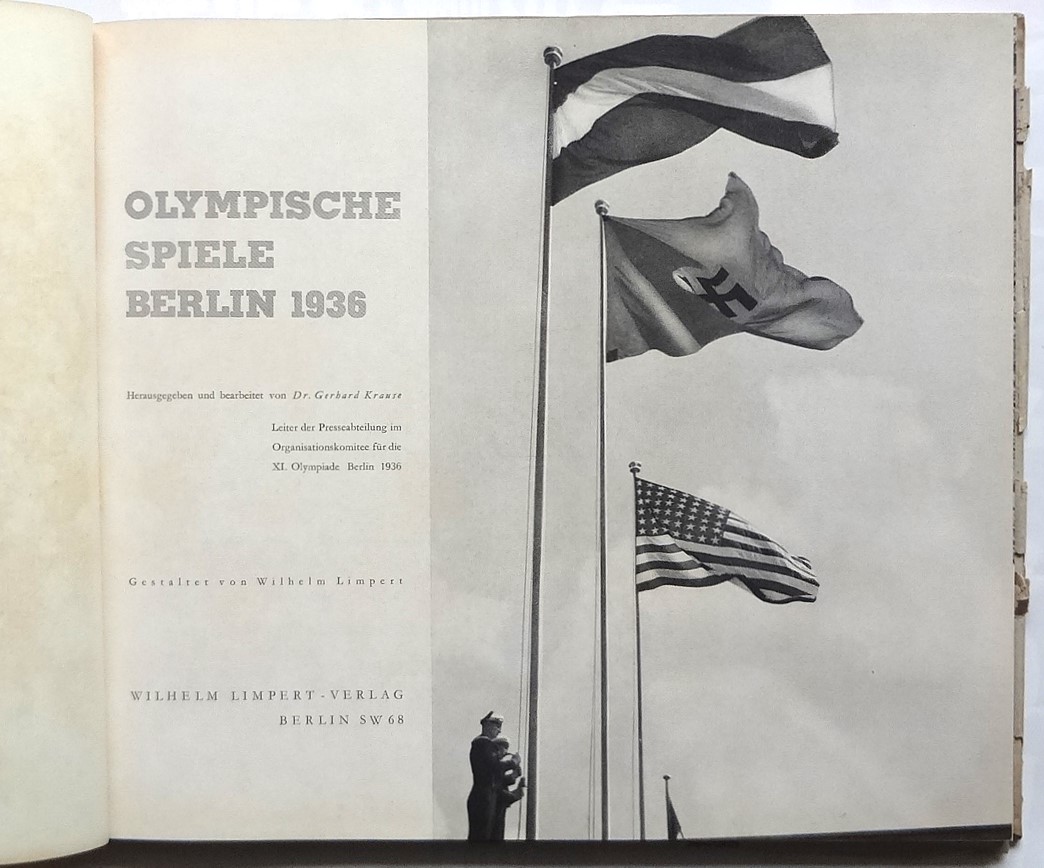 OLYMPISCHE
SPIELE
BERLIN 1936
Herausgegeben und bearbeitet von Dr. Gerhard Krause
Leiter der Presseabteilung im
Organisationskomitee für die
XI. Olympiade Berlin 1936
Gestaltet von Wilhelm Limpert
WILHELM LIMPERT-VERLAG
BERLIN SW 68